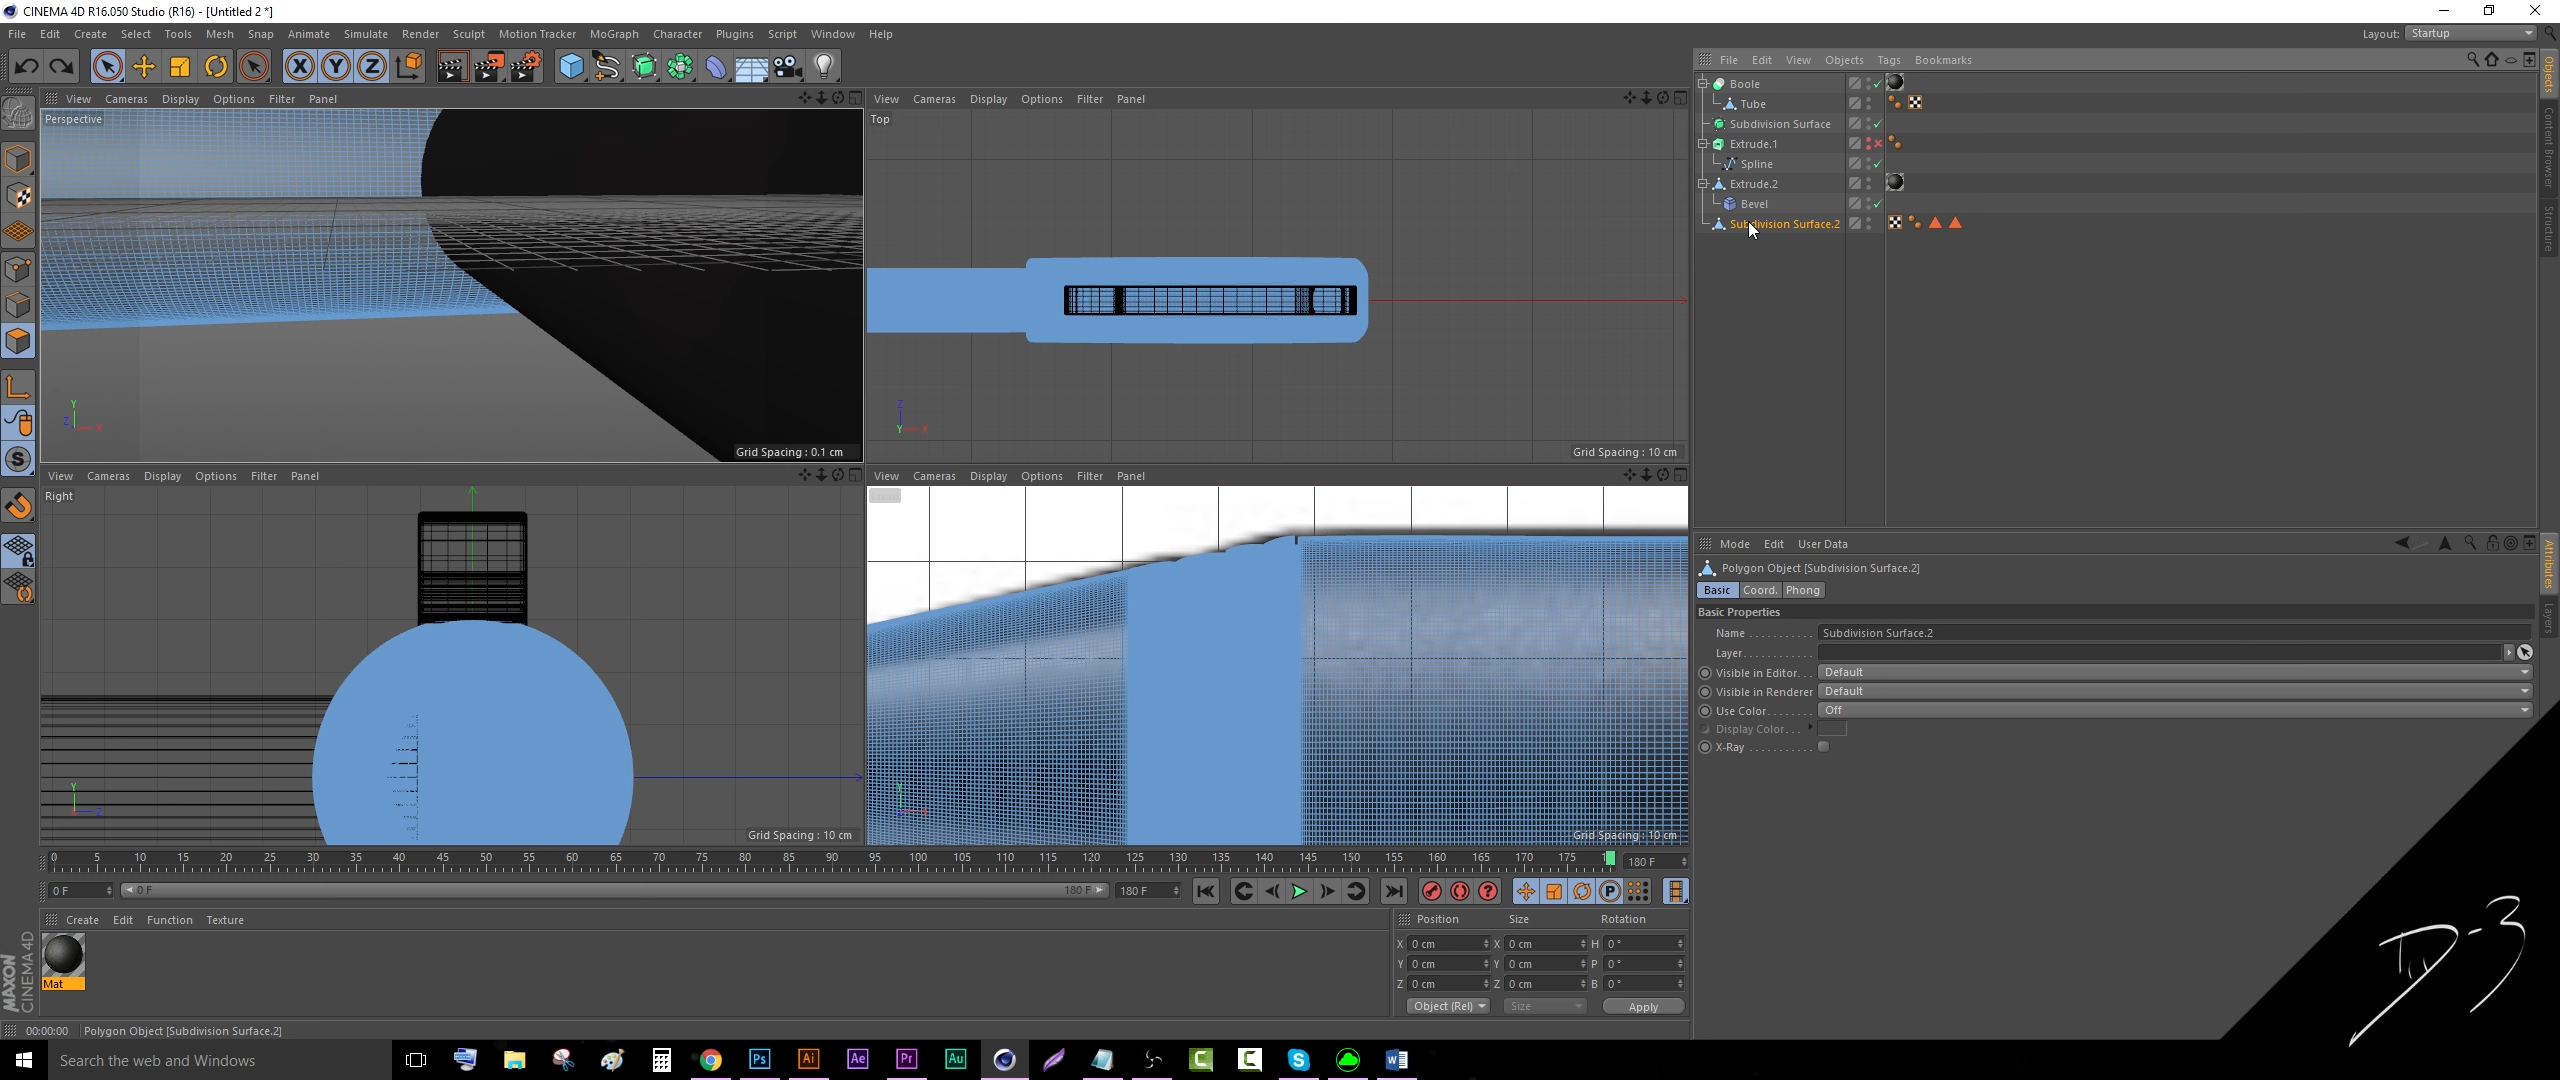 CINEMA 4D R16.050 Studio (R16) - [Untitled 2 *]
File Edit Create Select Tools Mesh Snap Animate Simulate Render Sculpt Motion Tracker MoGraph Character Plugins Script Window Help
Layout: Startup
X Y Z
View Cameras Display Options Filter Panel
Perspective
Grid Spacing : 0.1 cm
View Cameras Display Options Filter Panel
Top
Grid Spacing : 10 cm
View Cameras Display Options Filter Panel
Right
Grid Spacing : 10 cm
View Cameras Display Options Filter Panel
Grid Spacing : 10 cm
File Edit View Objects Tags Bookmarks
Boole
Tube
Subdivision Surface
Extrude.1
Spline
Extrude.2
Bevel
Subdivision Surface.2
Objects
Content Browser
Structure
Mode Edit User Data
Polygon Object [Subdivision Surface.2]
Basic Coord. Phong
Basic Properties
Name . . . . . . . . . . . Subdivision Surface.2
Layer. . . . . . . . . . . .
Visible in Editor. . . Default
Visible in Renderer Default
Use Color. . . . . . . . Off
Display Color. . .
X-Ray . . . . . . . . . . .
Attributes
Layers
0 5 10 15 20 25 30 35 40 45 50 55 60 65 70 75 80 85 90 95 100 105 110 115 120 125 130 135 140 145 150 155 160 165 170 175
180 F
0 F
0 F 180 F
180 F
Create Edit Function Texture
Mat
MAXON
CINEMA 4D
Position Size Rotation
X 0 cm X 0 cm H 0 °
Y 0 cm Y 0 cm P 0 °
Z 0 cm Z 0 cm B 0 °
Object (Rel) Size Apply
00:00:00 Polygon Object [Subdivision Surface.2]
Search the web and Windows
Ps Ai Ae Pr Au